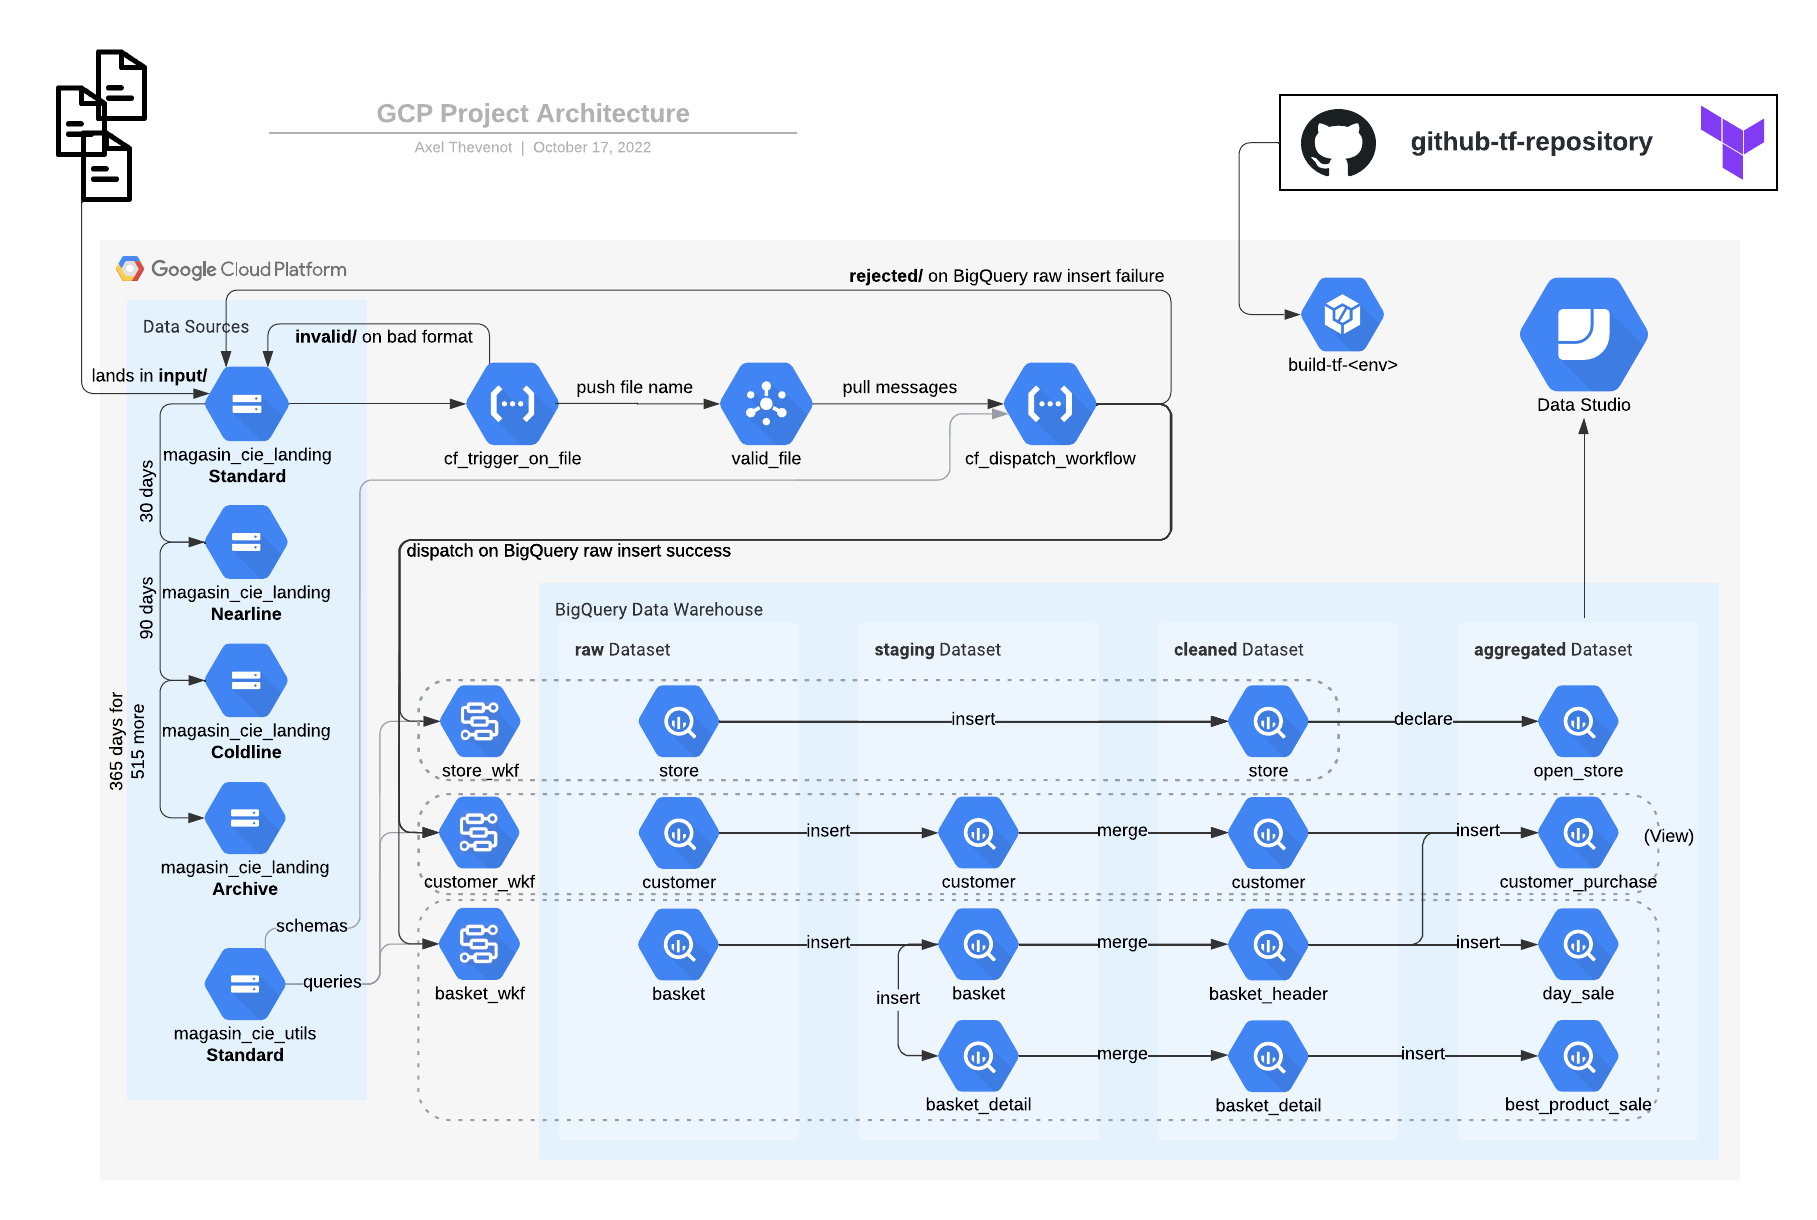 GCP Project Architecture
Axel Thevenot | October 17, 2022
github-tf-repository
Google Cloud Platform
rejected/ on BigQuery raw insert failure
Data Sources
invalid/ on bad format
lands in input/
push file name
pull messages
build-tf-<env>
Data Studio
magasin_cie_landing
Standard
cf_trigger_on_file
valid_file
cf_dispatch_workflow
30 days
dispatch on BigQuery raw insert success
magasin_cie_landing
Nearline
90 days
BigQuery Data Warehouse
raw Dataset
staging Dataset
cleaned Dataset
aggregated Dataset
magasin_cie_landing
Coldline
365 days for
515 more
insert
declare
store_wkf
store
store
open_store
magasin_cie_landing
Archive
insert
merge
insert
(View)
customer_wkf
customer
customer
customer
customer_purchase
schemas
queries
insert
merge
insert
basket_wkf
basket
insert
basket
basket_header
day_sale
magasin_cie_utils
Standard
merge
insert
basket_detail
basket_detail
best_product_sale